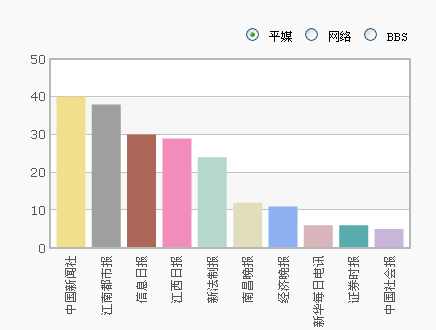 平媒 网络 BBS
50
40
30
20
10
0
中国新闻社
江南都市报
信息日报
江西日报
新法制报
南昌晚报
经济晚报
新华每日电讯
证券时报
中国社会报